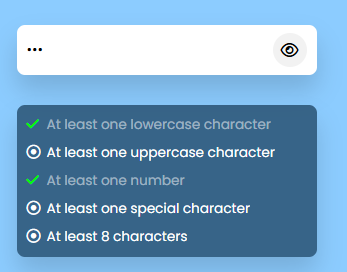 •••
At least one lowercase character
At least one uppercase character
At least one number
At least one special character
At least 8 characters